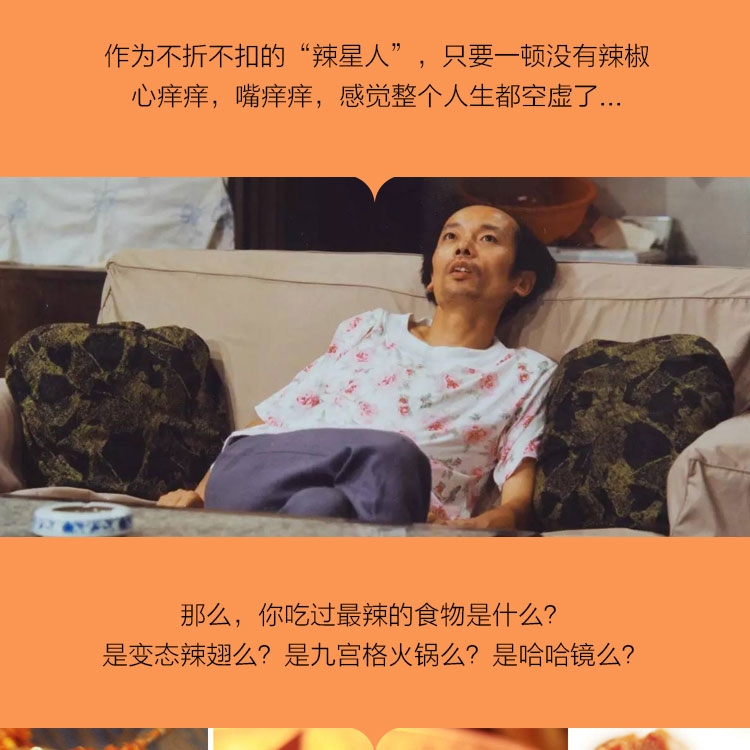 作为不折不扣的“辣星人”，只要一顿没有辣椒
心痒痒，嘴痒痒，感觉整个人生都空虚了...
那么，你吃过最辣的食物是什么？
是变态辣翅么？是九宫格火锅么？是哈哈镜么？